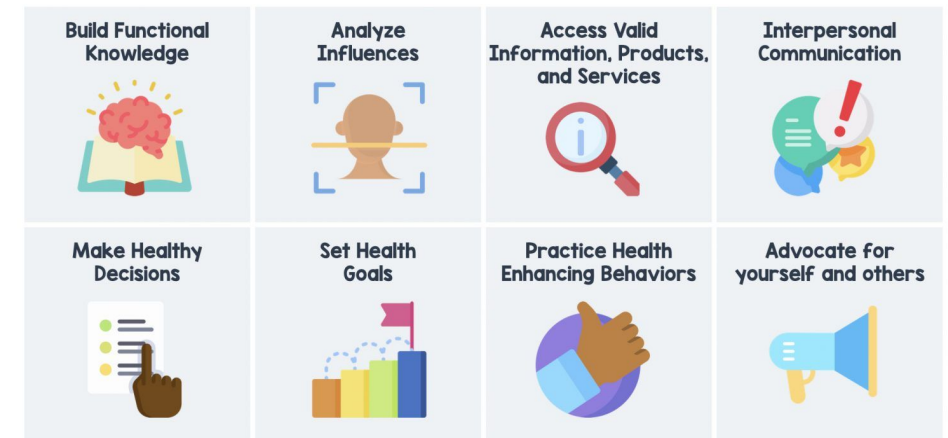 Build Functional
Knowledge
Analyze
Influences
Access Valid
Information, Products,
and Services
Interpersonal
Communication
Make Healthy
Decisions
Set Health
Goals
Practice Health
Enhancing Behaviors
Advocate for
yourself and others